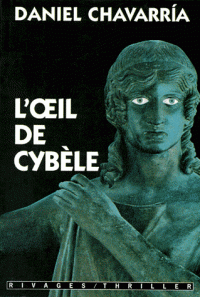 DANIEL CHAVARRÍA
L'ŒIL
DE
CYBÈLE
RIVAGES/THRILLER